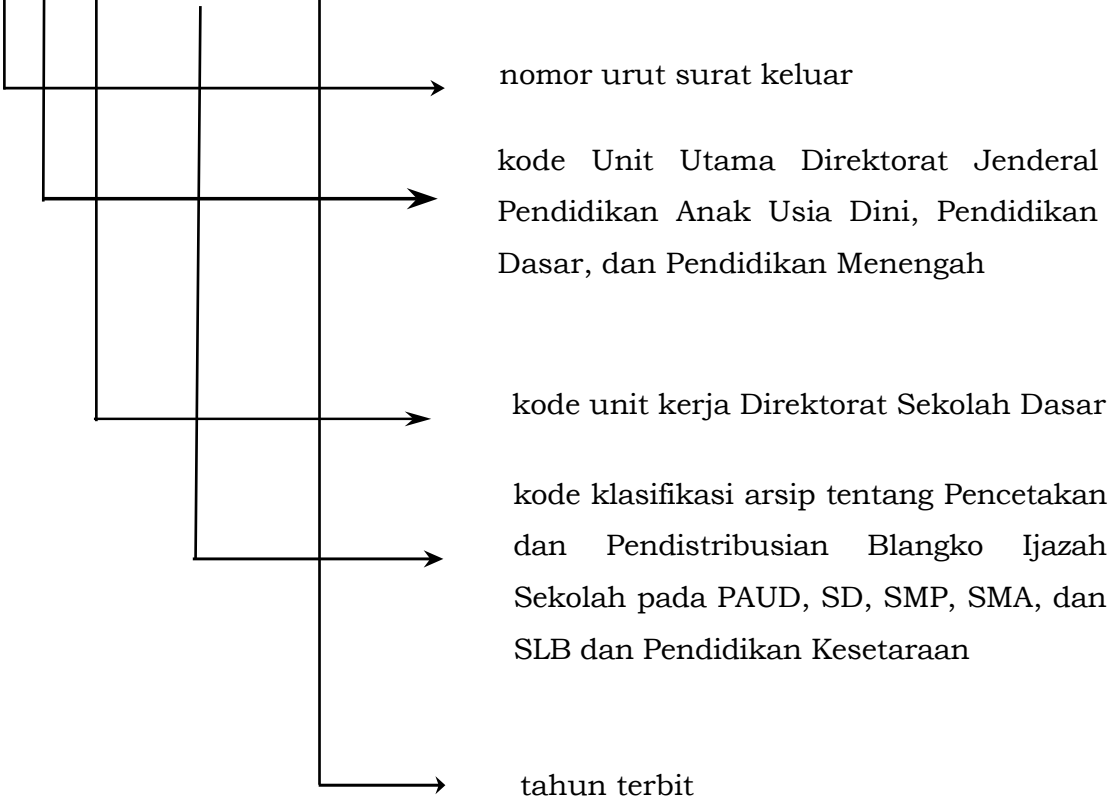 nomor urut surat keluar
kode Unit Utama Direktorat Jenderal
Pendidikan Anak Usia Dini, Pendidikan
Dasar, dan Pendidikan Menengah
kode unit kerja Direktorat Sekolah Dasar
kode klasifikasi arsip tentang Pencetakan
dan Pendistribusian Blangko Ijazah
Sekolah pada PAUD, SD, SMP, SMA, dan
SLB dan Pendidikan Kesetaraan
tahun terbit